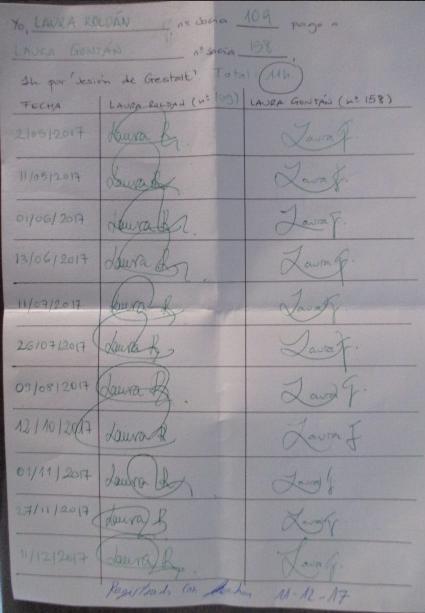 Yo, LAURA ROLDÁN, nº socia 109 pago a
LAURA GONTÁN nº socia 158.
1h por 'sesión de Gestalt' Total: 11h
FECHA LAURA ROLDÁN (nº 109) LAURA GONTÁN (nº 158)
2/05/2017 Laura R. Laura G.
11/05/2017 Laura R. Laura G.
01/06/2017 Laura R. Laura G.
13/06/2017 Laura R. Laura G.
11/07/2017 Laura R. Laura G.
26/07/2017 Laura R. Laura G.
09/08/2017 Laura R. Laura G.
12/10/2017 Laura R Laura G
01/11/2017 Laura R. Laura G
27/11/2017 Laura R Laura G
11/12/2017 Laura R Laura G.
Registrado con 11-12-17